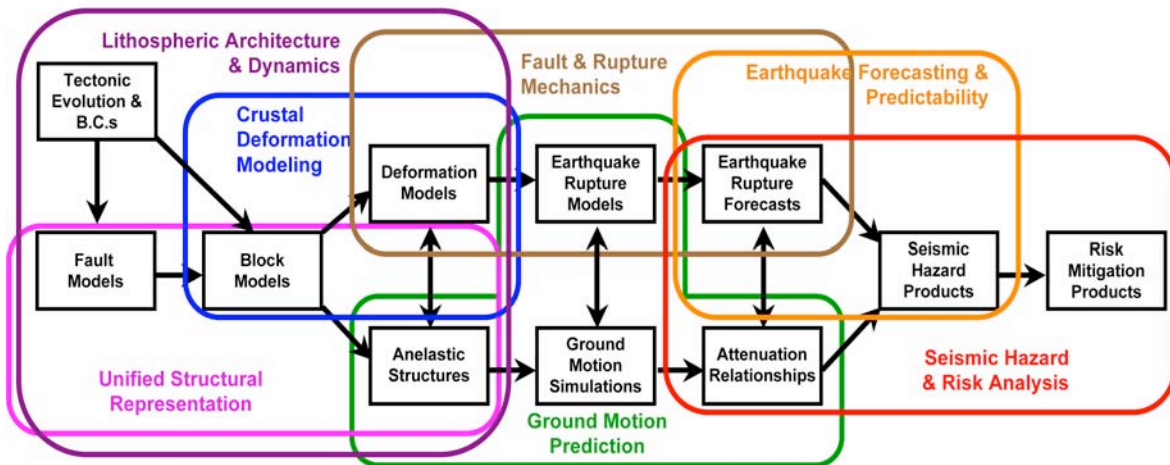 Lithospheric Architecture
& Dynamics
Fault & Rupture
Mechanics
Earthquake Forecasting &
Predictability
Tectonic
Evolution &
B.C.s
Crustal
Deformation
Modeling
Deformation
Models
Earthquake
Rupture
Models
Earthquake
Rupture
Forecasts
Fault
Models
Block
Models
Seismic
Hazard
Products
Risk
Mitigation
Products
Anelastic
Structures
Ground
Motion
Simulations
Attenuation
Relationships
Unified Structural
Representation
Ground Motion
Prediction
Seismic Hazard
& Risk Analysis